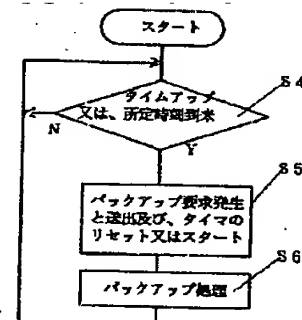 スタート
S4
タイムアップ
又は、所定時刻到来
N
Y
S5
バックアップ要求発生
と送出及び、タイマの
リセット又はスタート
S6
バックアップ処理